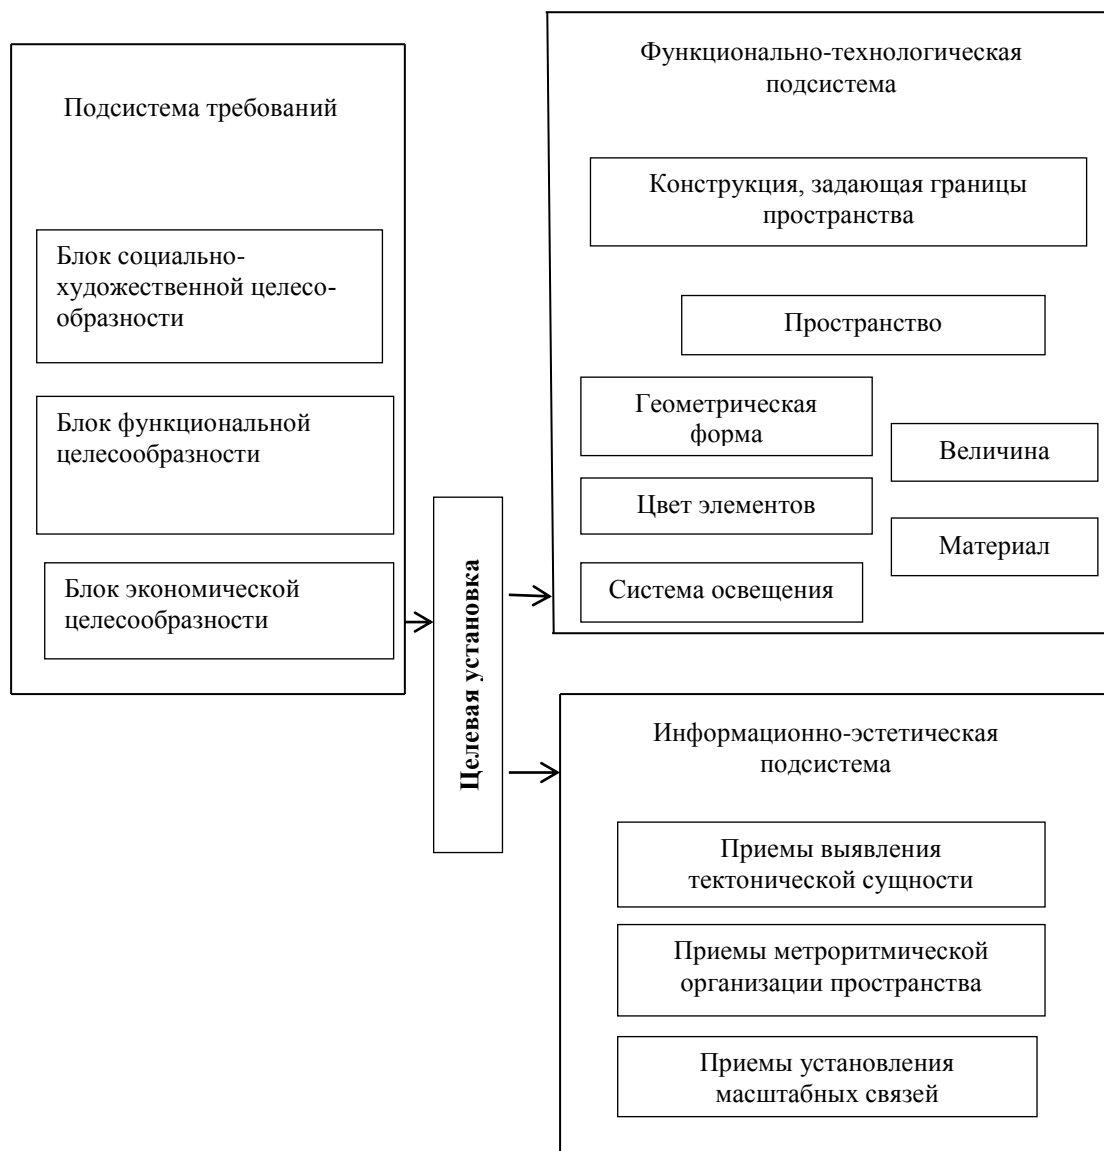 Подсистема требований
Блок социально-
художественной целесо-
образности
Блок функциональной
целесообразности
Блок экономической
целесообразности
Целевая установка
Функционально-технологическая
подсистема
Конструкция, задающая границы
пространства
Пространство
Геометрическая
форма
Величина
Цвет элементов
Материал
Система освещения
Информационно-эстетическая
подсистема
Приемы выявления
тектонической сущности
Приемы метроритмической
организации пространства
Приемы установления
масштабных связей